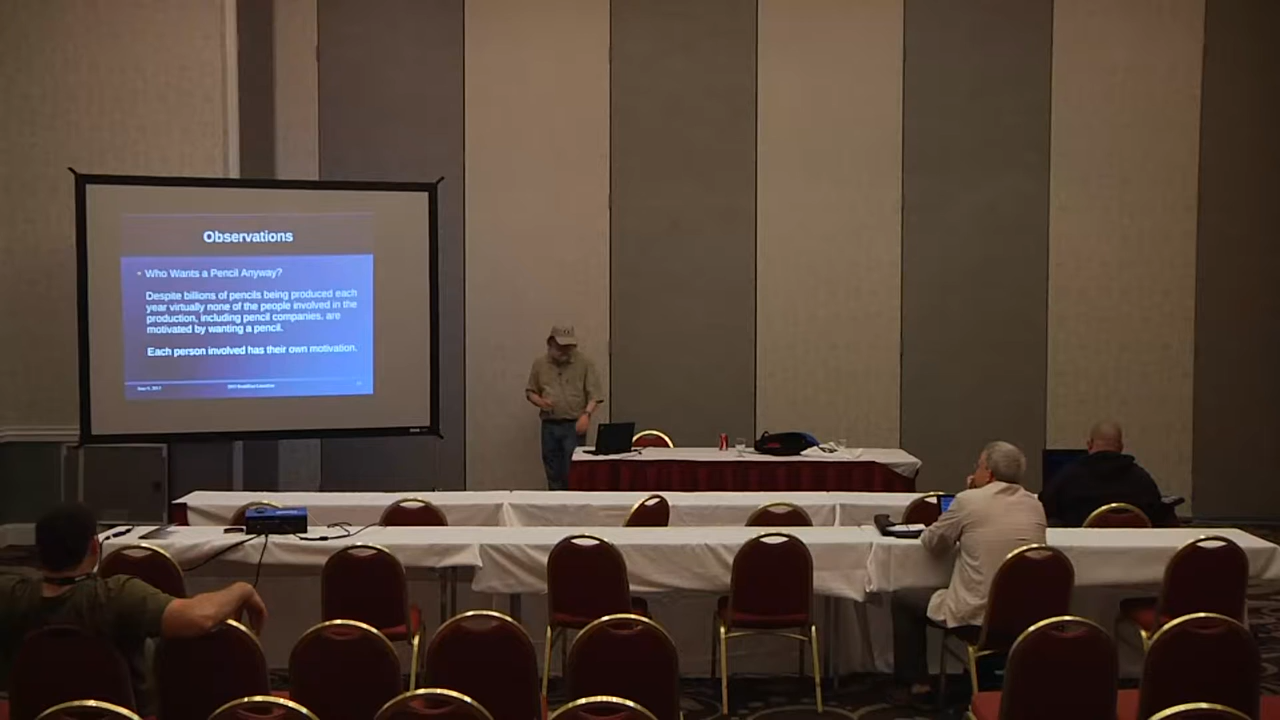 Observations
Who Wants a Pencil Anyway?
Despite billions of pencils being produced each
year virtually none of the people involved in the
production, including pencil companies, are
motivated by wanting a pencil.
Each person involved has their own motivation.